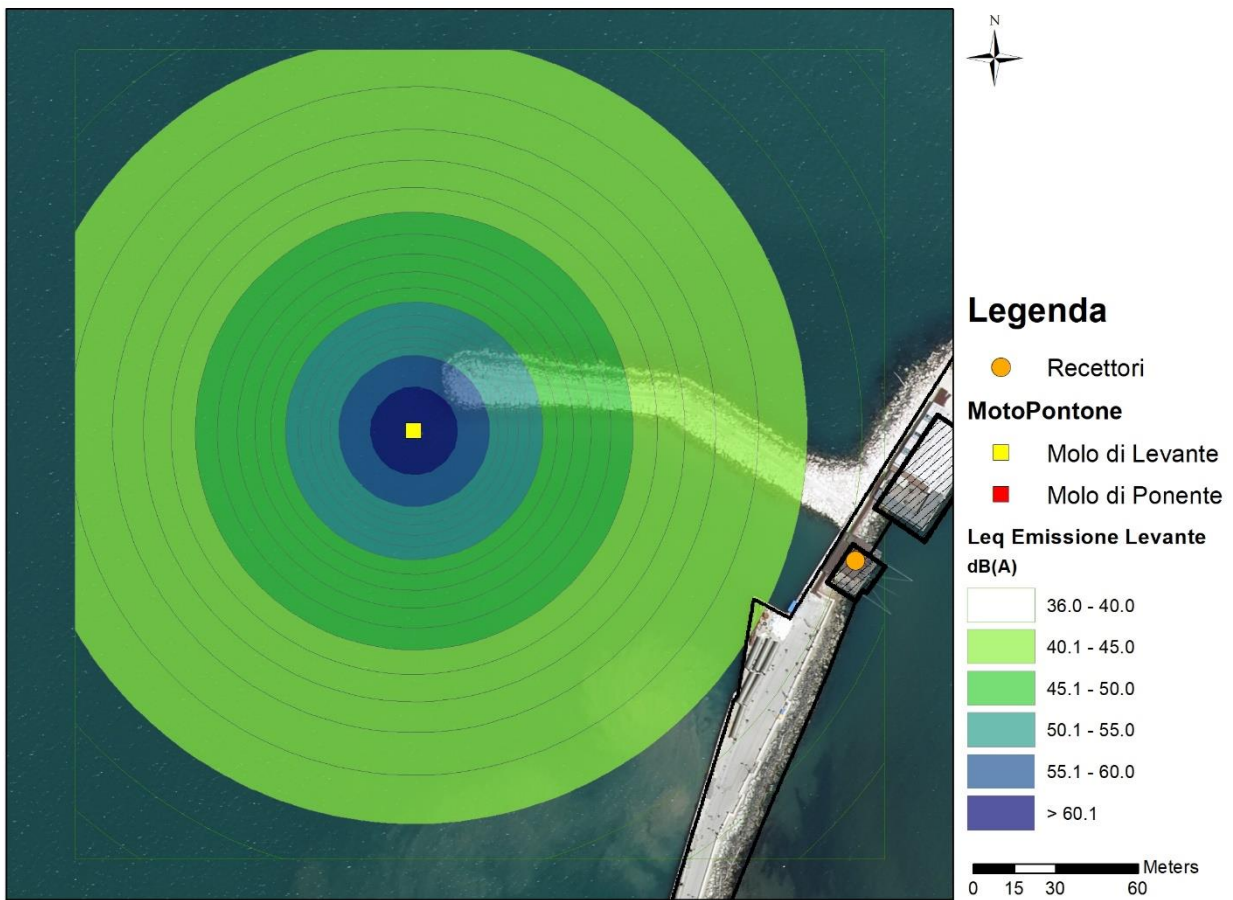 N
Legenda
Recettori
MotoPontone
Molo di Levante
Molo di Ponente
Leq Emissione Levante
dB(A)
36.0 - 40.0
40.1 - 45.0
45.1 - 50.0
50.1 - 55.0
55.1 - 60.0
> 60.1
Meters
0 15 30 60